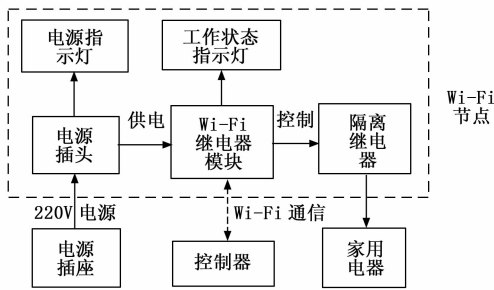 电源指
示灯
工作状态
指示灯
Wi-Fi
节点
电源
插头
供电
Wi-Fi
继电器
模块
控制
隔离
继电
器
220V 电源
Wi-Fi 通信
电源
插座
控制器
家用
电器